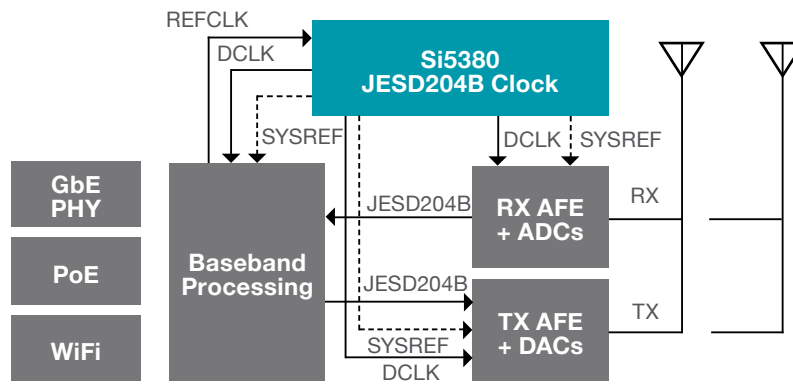 REFCLK
DCLK
Si5380
JESD204B Clock
SYSREF
DCLK
SYSREF
GbE
PHY
JESD204B
RX AFE
+ ADCs
RX
PoE
Baseband
Processing
JESD204B
TX AFE
+ DACs
TX
WiFi
SYSREF
DCLK